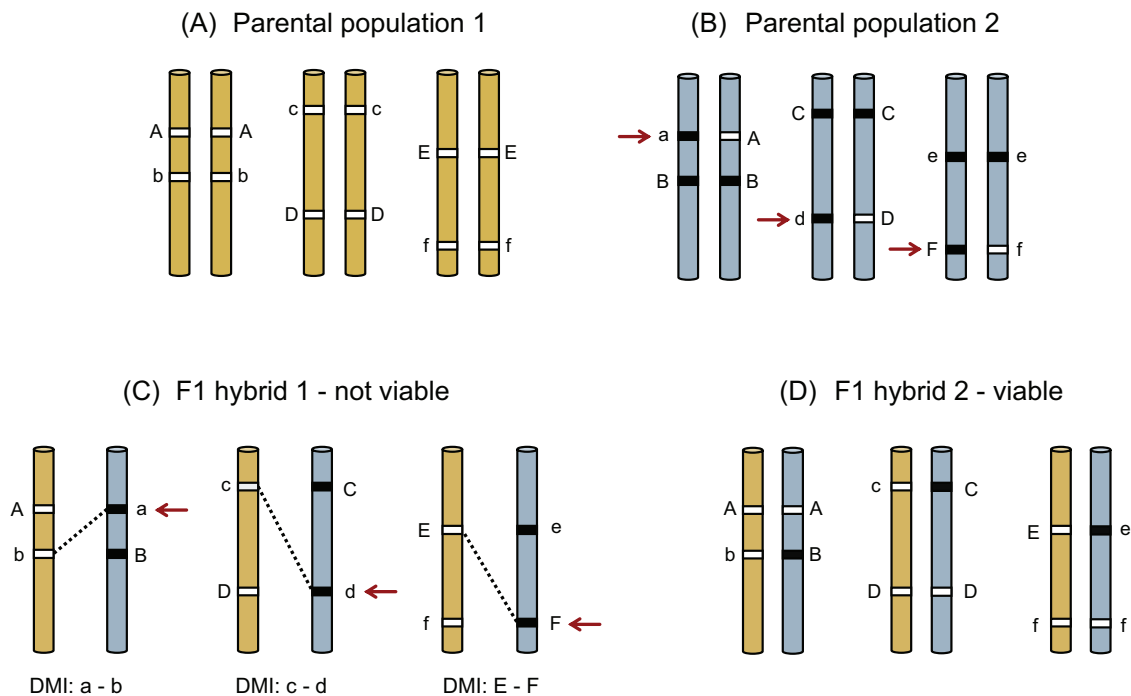 (A) Parental population 1
(B) Parental population 2
A A
b b
c c
D D
E E
f f
a A
B B
C C
d D
e e
F f
(C) F1 hybrid 1 - not viable
(D) F1 hybrid 2 - viable
A a
b B
c C
D d
E e
f F
DMI: a - b
DMI: c - d
DMI: E - F
A A
b B
c C
D D
E e
f f